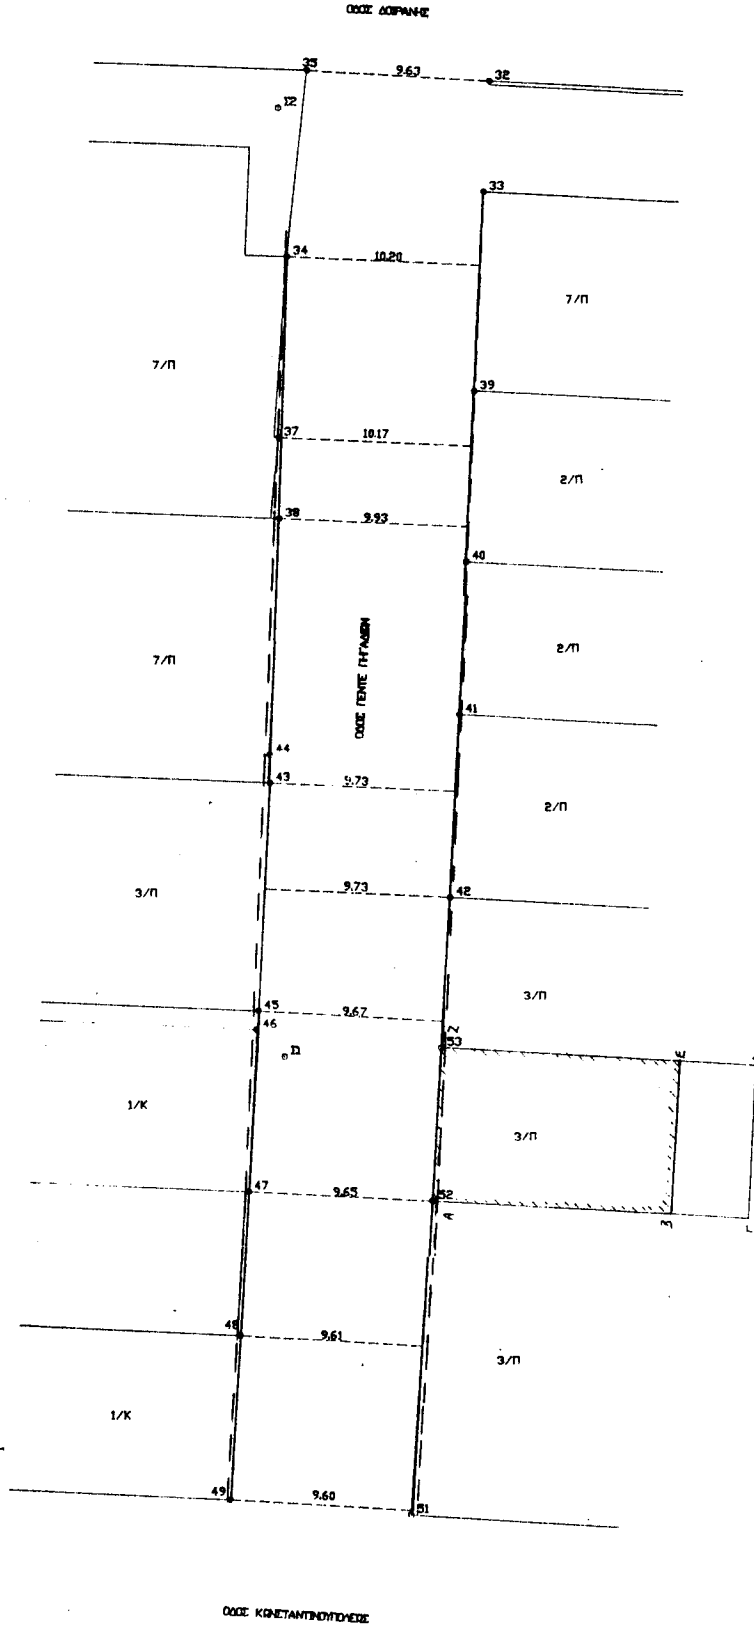 ΟΔΟΣ ΔΟΪΡΑΝΗΣ
35 9.63 32
Σ2
33
34 10.20
7/Π
7/Π
39
37 10.17
2/Π
38 9.93
40
ΟΔΟΣ ΠΕΝΤΕ ΠΗΓΑΔΙΩΝ
2/Π
7/Π
41
44
43 9.73
2/Π
9.73 42
3/Π
3/Π
45 9.67
46
Z
53
E
Σ1
1/Κ
3/Π
47 9.65 52
A
B
Γ
48 9.61
3/Π
1/Κ
49 9.60 51
ΟΔΟΣ ΚΩΝΣΤΑΝΤΙΝΟΥΠΟΛΕΩΣ